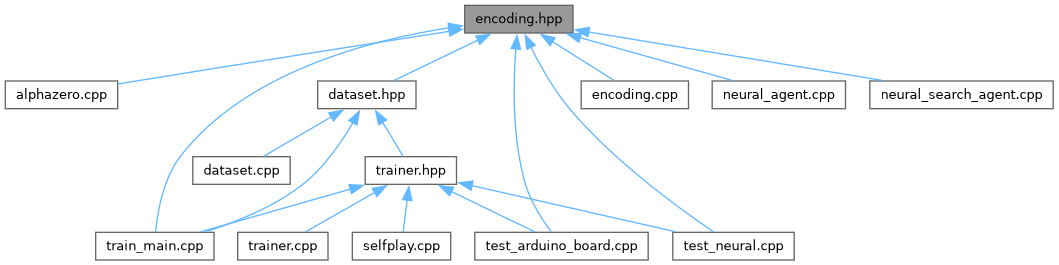 encoding.hpp
alphazero.cpp
dataset.hpp
encoding.cpp
neural_agent.cpp
neural_search_agent.cpp
dataset.cpp
trainer.hpp
train_main.cpp
trainer.cpp
selfplay.cpp
test_arduino_board.cpp
test_neural.cpp